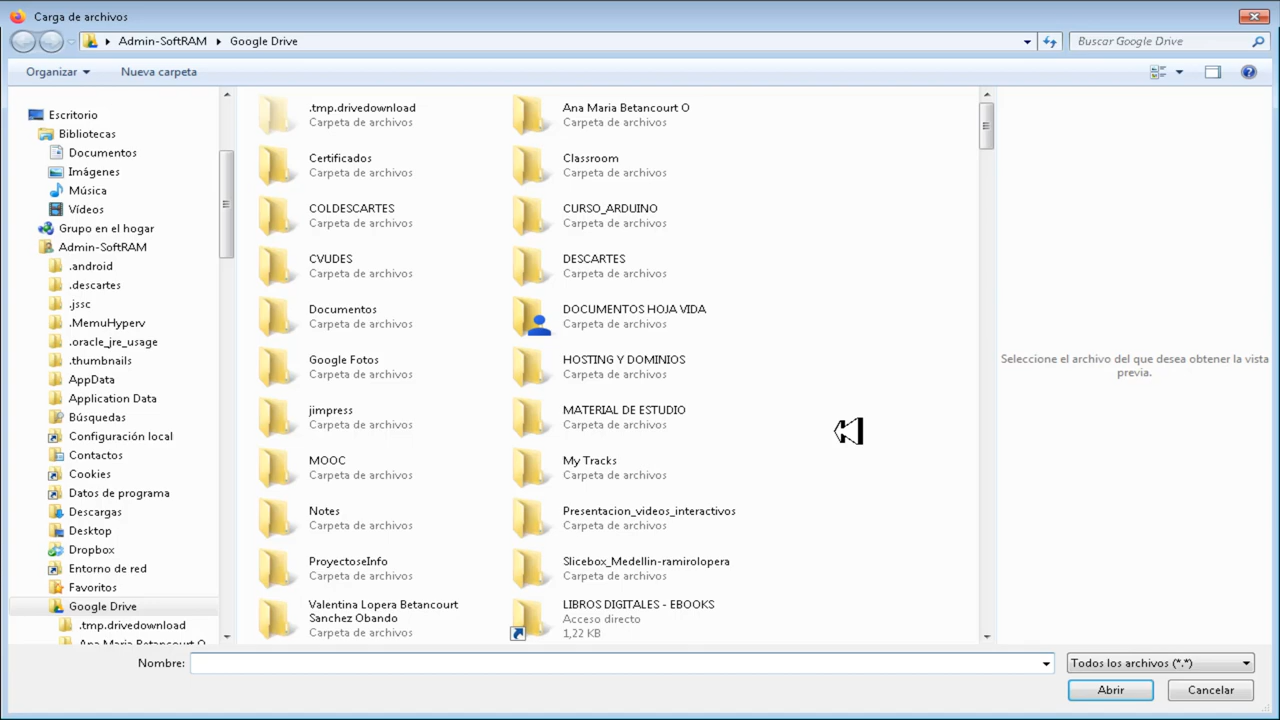 Carga de archivos
Admin-SoftRAM
Google Drive
Buscar Google Drive
Organizar
Nueva carpeta
Escritorio
Bibliotecas
Documentos
Imágenes
Música
Vídeos
Grupo en el hogar
Admin-SoftRAM
.android
.descartes
.jssc
.MemuHyperv
.oracle_jre_usage
.thumbnails
AppData
Application Data
Búsquedas
Configuración local
Contactos
Cookies
Datos de programa
Descargas
Desktop
Dropbox
Entorno de red
Favoritos
Google Drive
.tmp.drivedownload
Ana Maria Betancourt O
.tmp.drivedownload
Carpeta de archivos
Ana Maria Betancourt O
Carpeta de archivos
Certificados
Carpeta de archivos
Classroom
Carpeta de archivos
COLDESCARTES
Carpeta de archivos
CURSO_ARDUINO
Carpeta de archivos
CVUDES
Carpeta de archivos
DESCARTES
Carpeta de archivos
Documentos
Carpeta de archivos
DOCUMENTOS HOJA VIDA
Carpeta de archivos
Google Fotos
Carpeta de archivos
HOSTING Y DOMINIOS
Carpeta de archivos
jimpress
Carpeta de archivos
MATERIAL DE ESTUDIO
Carpeta de archivos
MOOC
Carpeta de archivos
My Tracks
Carpeta de archivos
Notes
Carpeta de archivos
Presentacion_videos_interactivos
Carpeta de archivos
ProyectoseInfo
Carpeta de archivos
Slicebox_Medellin-ramirolopera
Carpeta de archivos
Valentina Lopera Betancourt
Sanchez Obando
Carpeta de archivos
LIBROS DIGITALES - EBOOKS
Acceso directo
1,22 KB
Seleccione el archivo del que desea obtener la vista
previa.
Nombre:
Todos los archivos (*.*)
Abrir
Cancelar